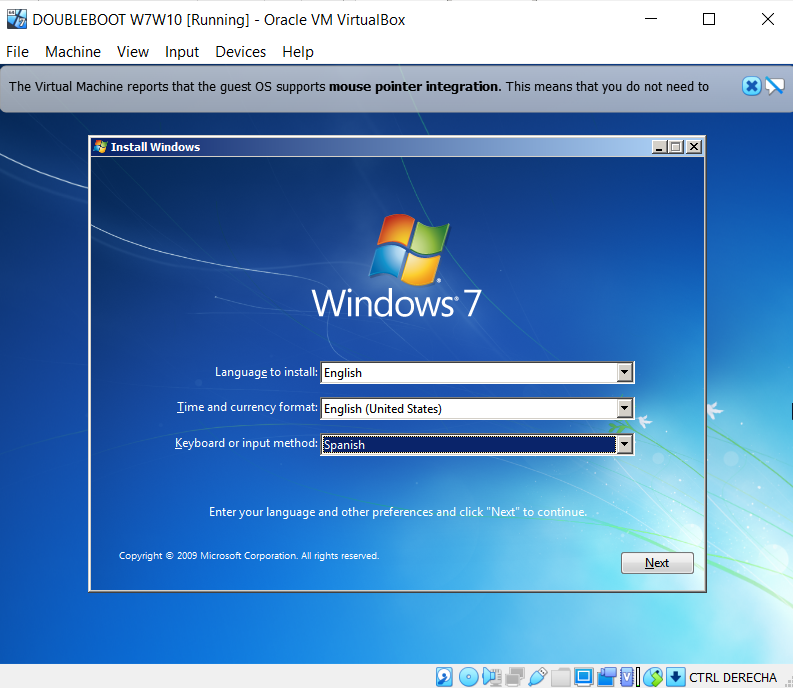 DOUBLEBOOT W7W10 [Running] - Oracle VM VirtualBox
File Machine View Input Devices Help
The Virtual Machine reports that the guest OS supports mouse pointer integration. This means that you do not need to
Install Windows
Windows® 7
Language to install: English
Time and currency format: English (United States)
Keyboard or input method: Spanish
Enter your language and other preferences and click "Next" to continue.
Copyright © 2009 Microsoft Corporation. All rights reserved.
Next
CTRL DERECHA